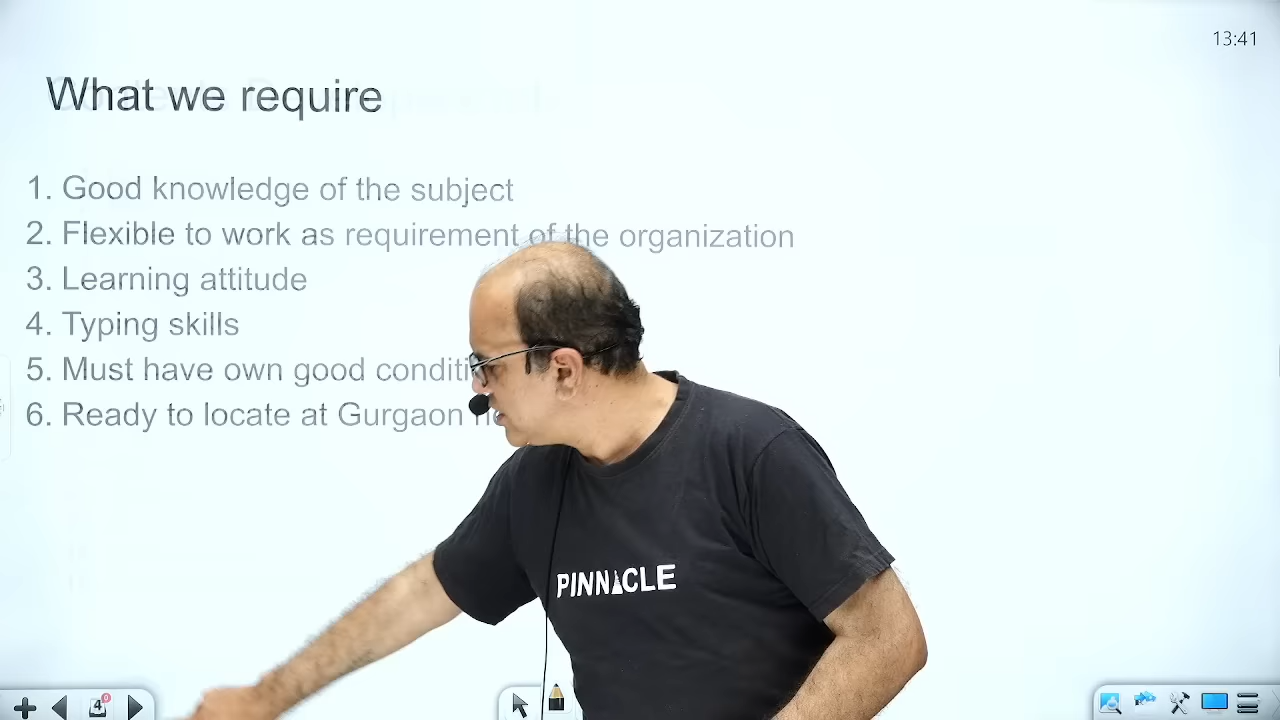 13:41
What we require
1. Good knowledge of the subject
2. Flexible to work as requirement of the organization
3. Learning attitude
4. Typing skills
5. Must have own good
6. Ready to locate at Gurgaon
PINNACLE
4
0